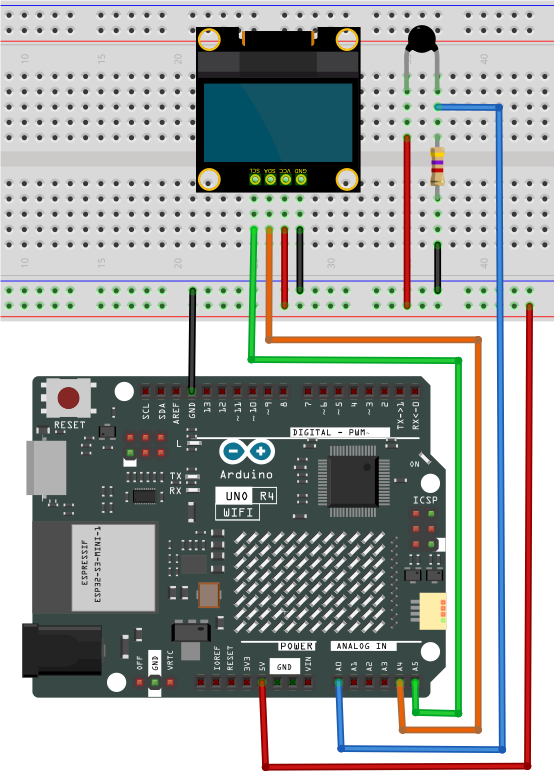 10
15
20
30
40
SCL
SDA
VCC
GND
10
15
20
30
40
RESET
SCL
SDA
AREF
GND
13
12
~11
~10
~9
8
7
~6
~5
4
~3
2
TX->1
RX<-0
L
DIGITAL - PWM~
TX
RX
Arduino
ON
UNO R4
WIFI
ICSP
ESPRESSIF
ESP32-S3-MINI-1
POWER
ANALOG IN
OFF
GND
VRTC
IOREF
RESET
3V3
5V
GND
VIN
A0
A1
A2
A3
A4
A5